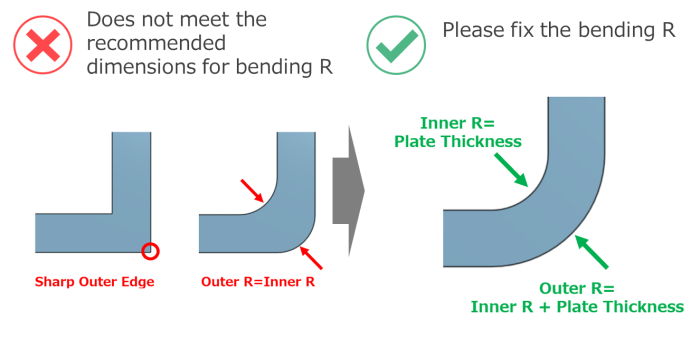 Does not meet the
recommended
dimensions for bending R
Please fix the bending R
Inner R=
Plate Thickness
Sharp Outer Edge
Outer R=Inner R
Outer R=
Inner R + Plate Thickness